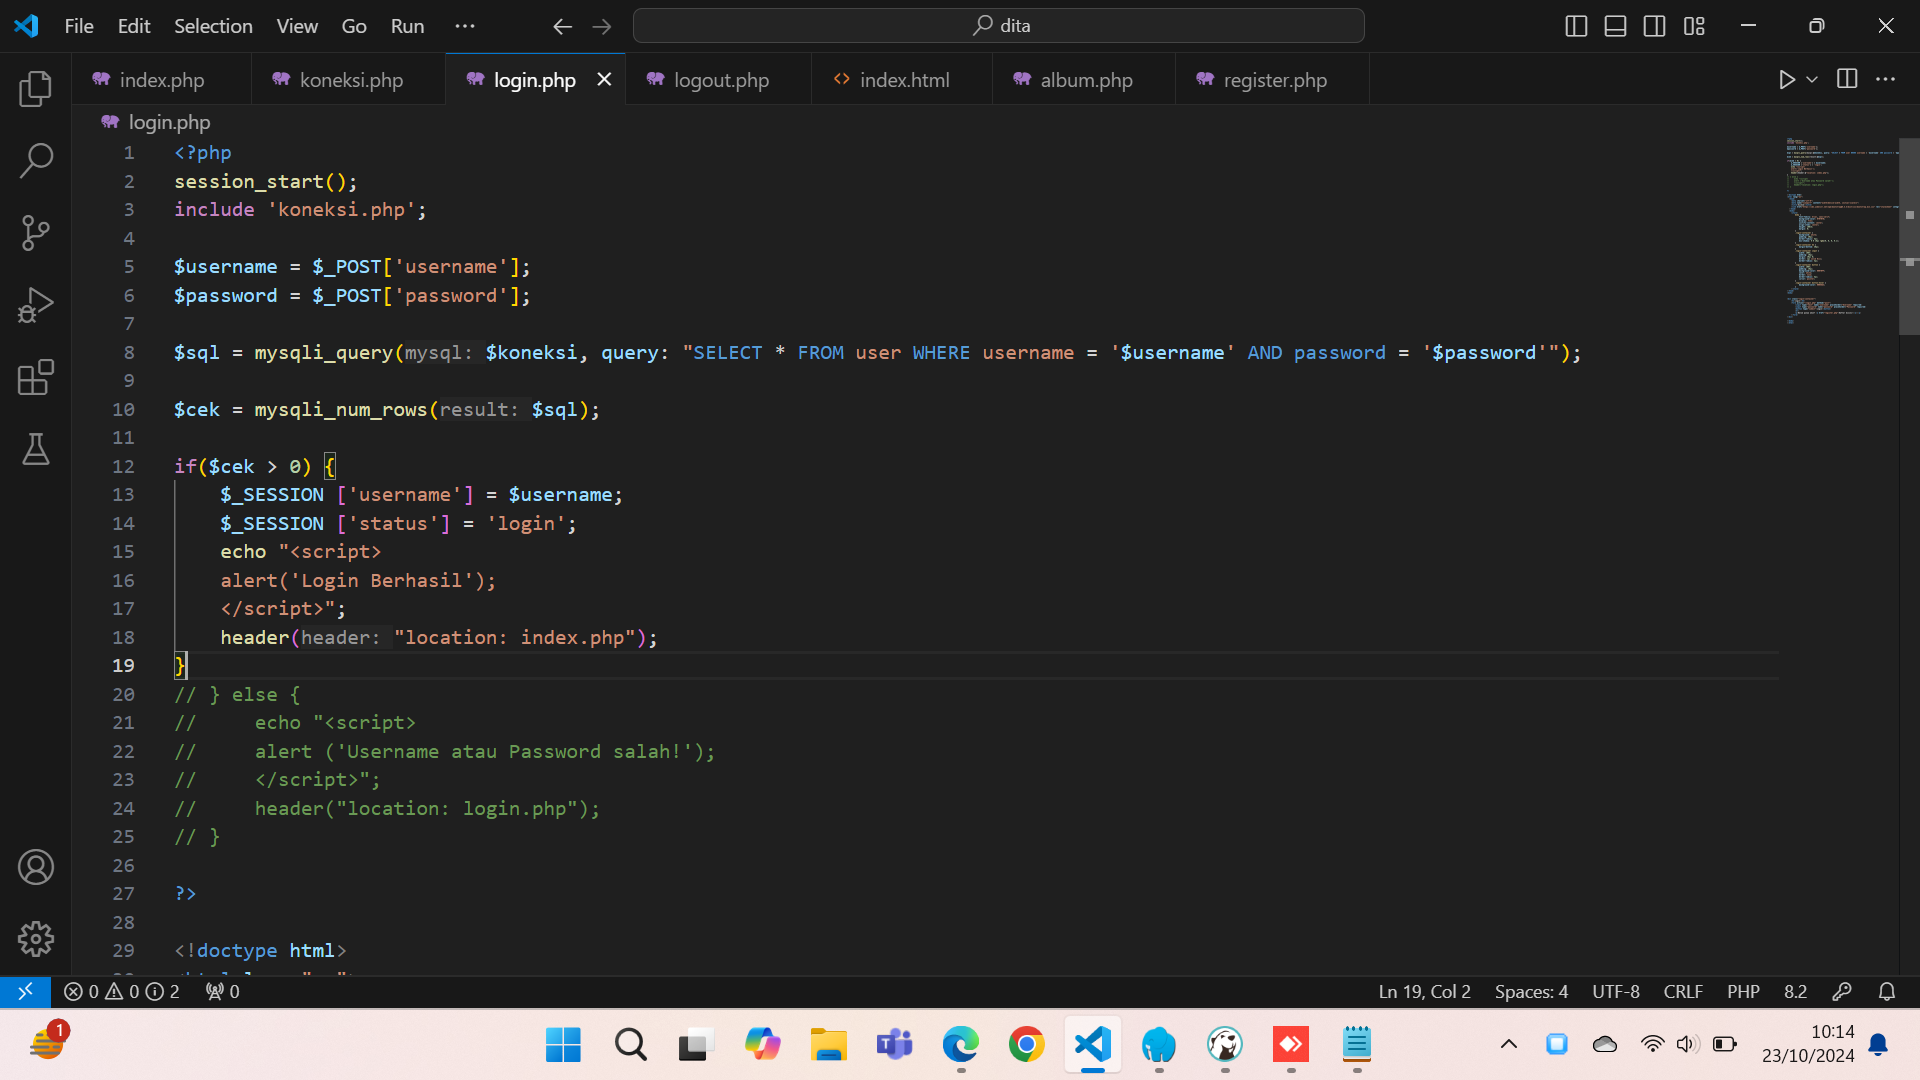 File Edit Selection View Go Run ··· dita
index.php koneksi.php login.php logout.php index.html album.php register.php
login.php
1 <?php
2 session_start();
3 include 'koneksi.php';
4
5 $username = $_POST['username'];
6 $password = $_POST['password'];
7
8 $sql = mysqli_query(mysql: $koneksi, query: "SELECT * FROM user WHERE username = '$username' AND password = '$password'");
9
10 $cek = mysqli_num_rows(result: $sql);
11
12 if($cek > 0) {
13 $_SESSION ['username'] = $username;
14 $_SESSION ['status'] = 'login';
15 echo "<script>
16 alert('Login Berhasil');
17 </script>";
18 header(header: "location: index.php");
19 }
20 // } else {
21 // echo "<script>
22 // alert ('Username atau Password salah!');
23 // </script>";
24 // header("location: login.php");
25 // }
26
27 ?>
28
29 <!doctype html>
0 0 2 0 Ln 19, Col 2 Spaces: 4 UTF-8 CRLF PHP 8.2
1 10:14
23/10/2024